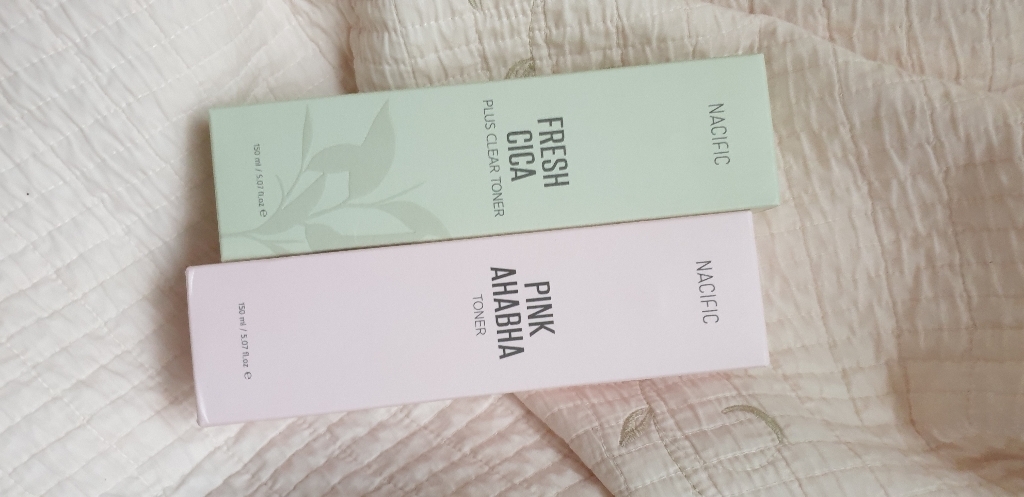 NACIFIC
FRESH
CICA
PLUS CLEAR TONER
150 ml / 5.07 fl.oz ℮
NACIFIC
PINK
AHABHA
TONER
150 ml / 5.07 fl.oz ℮